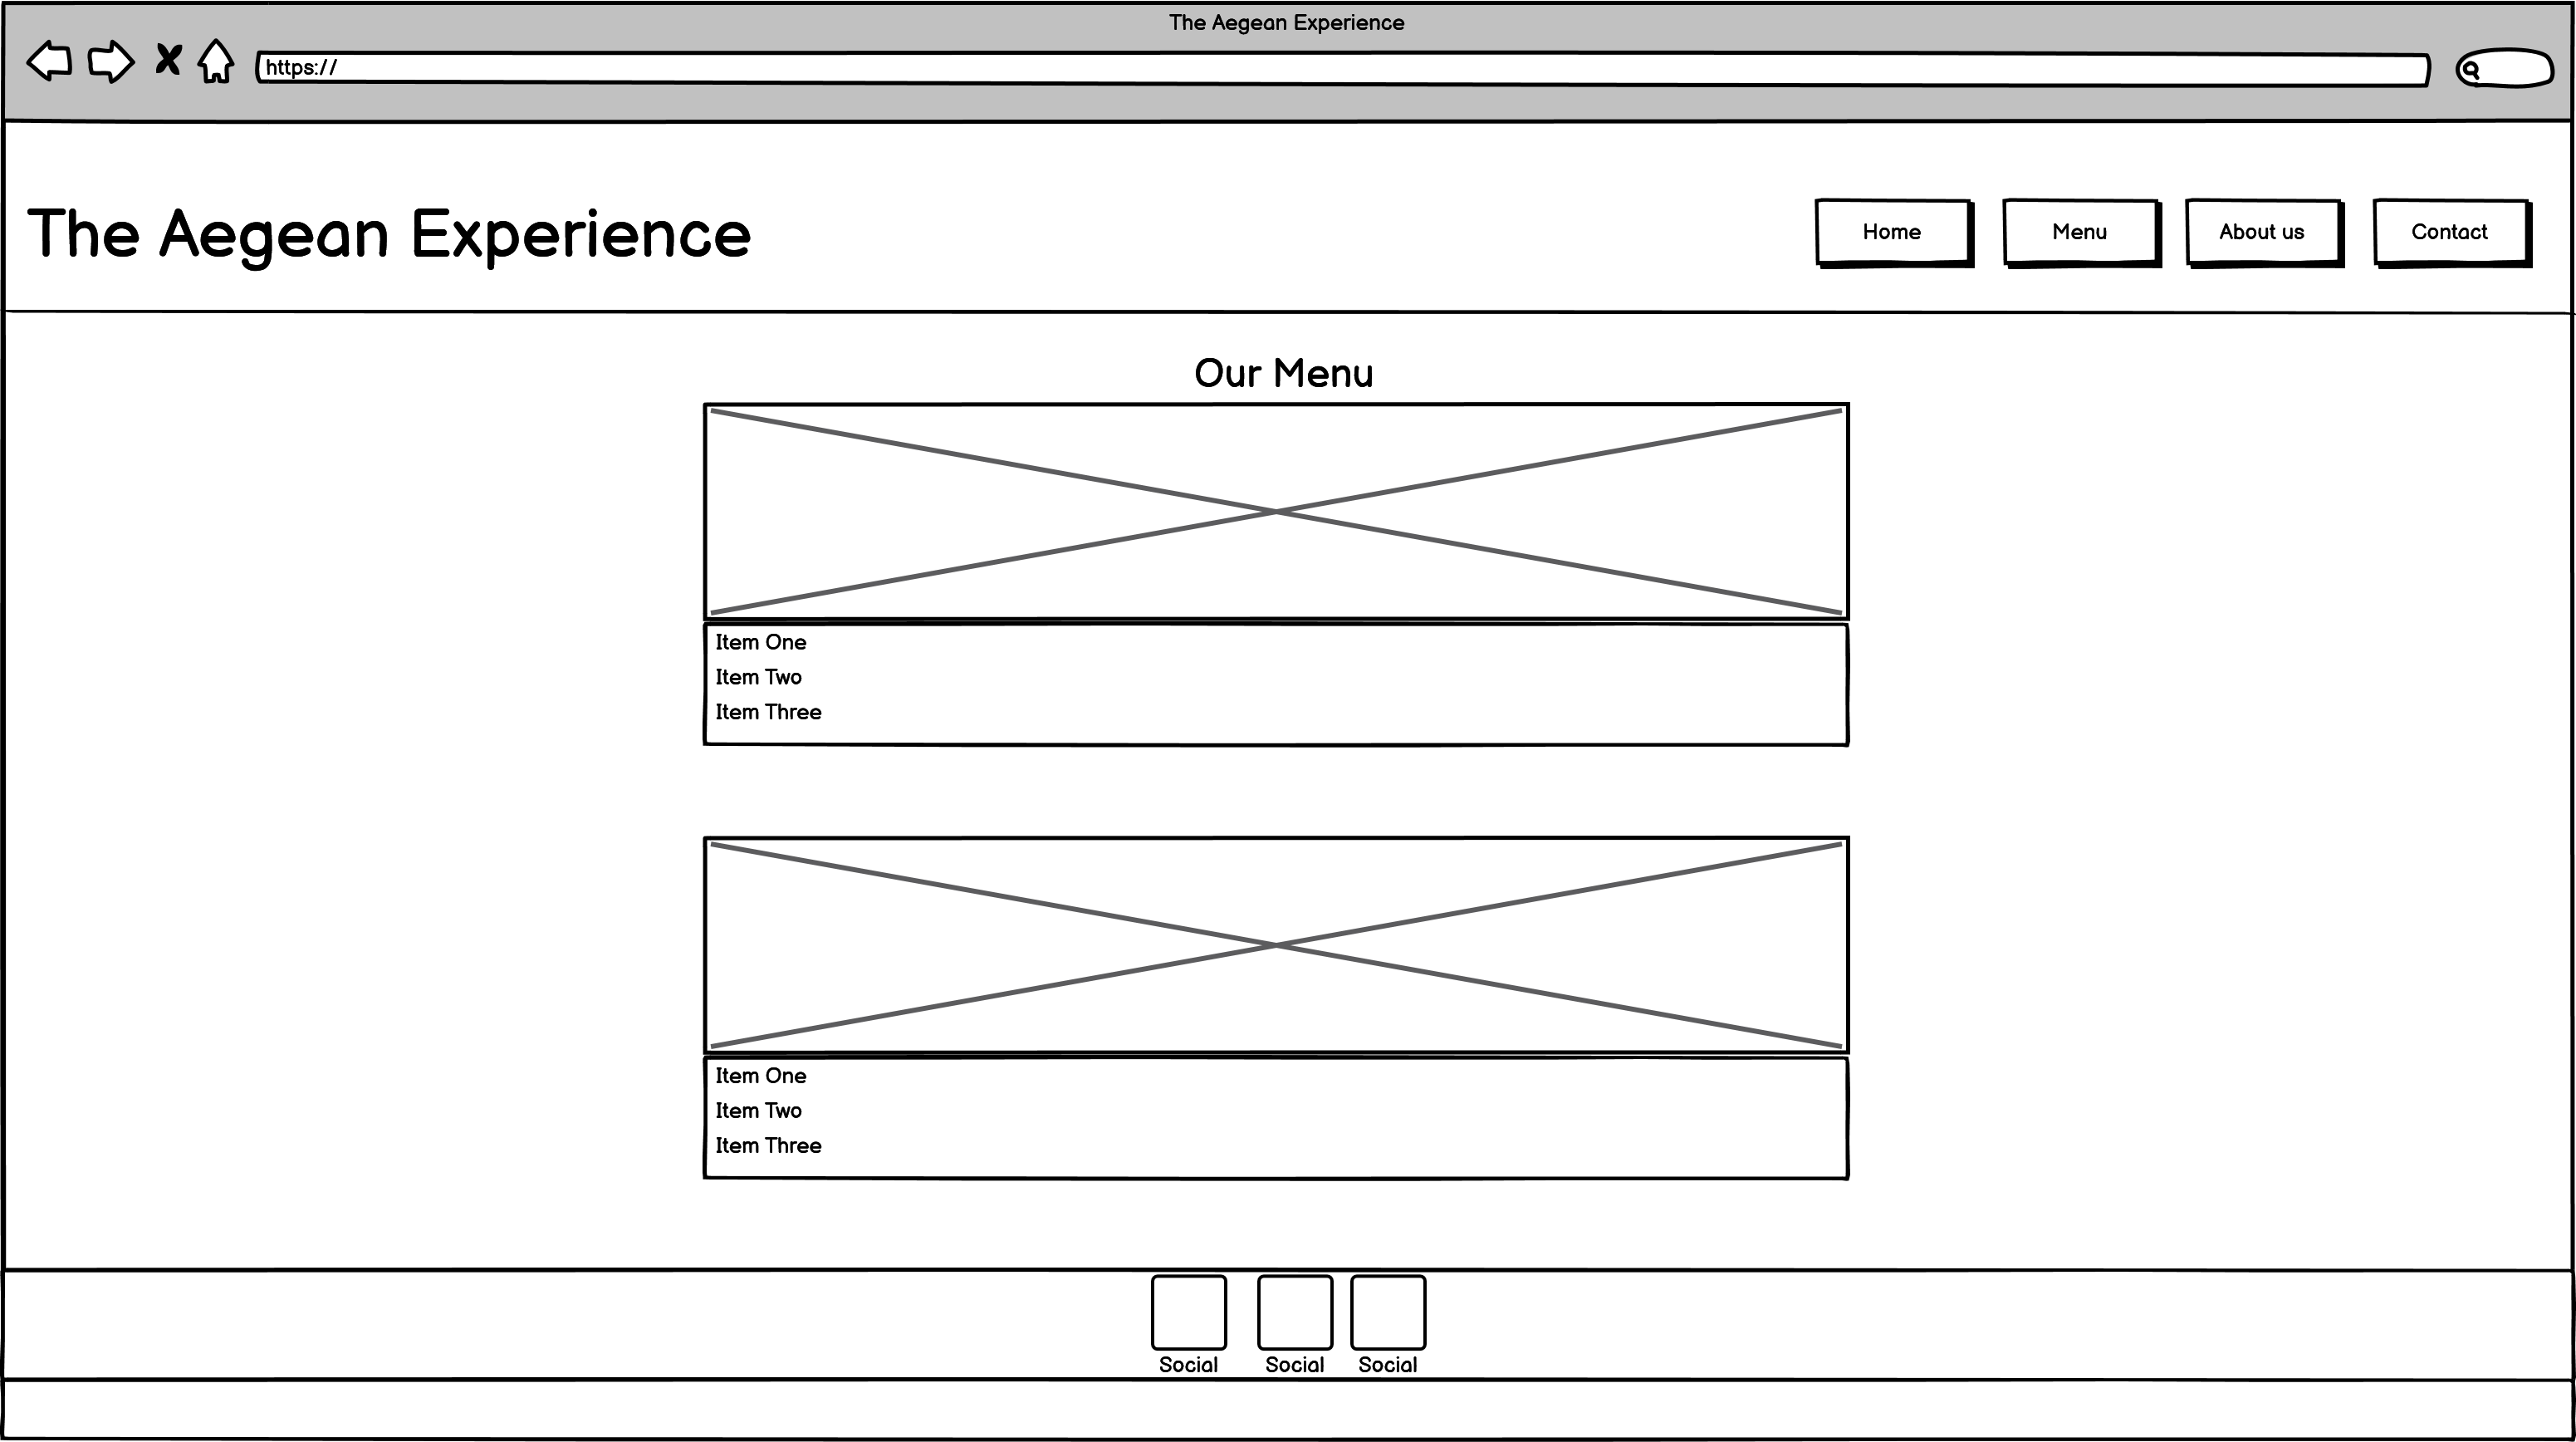 The Aegean Experience
https://
The Aegean Experience
Home Menu About us Contact
Our Menu
Item One
Item Two
Item Three
Item One
Item Two
Item Three
Social Social Social